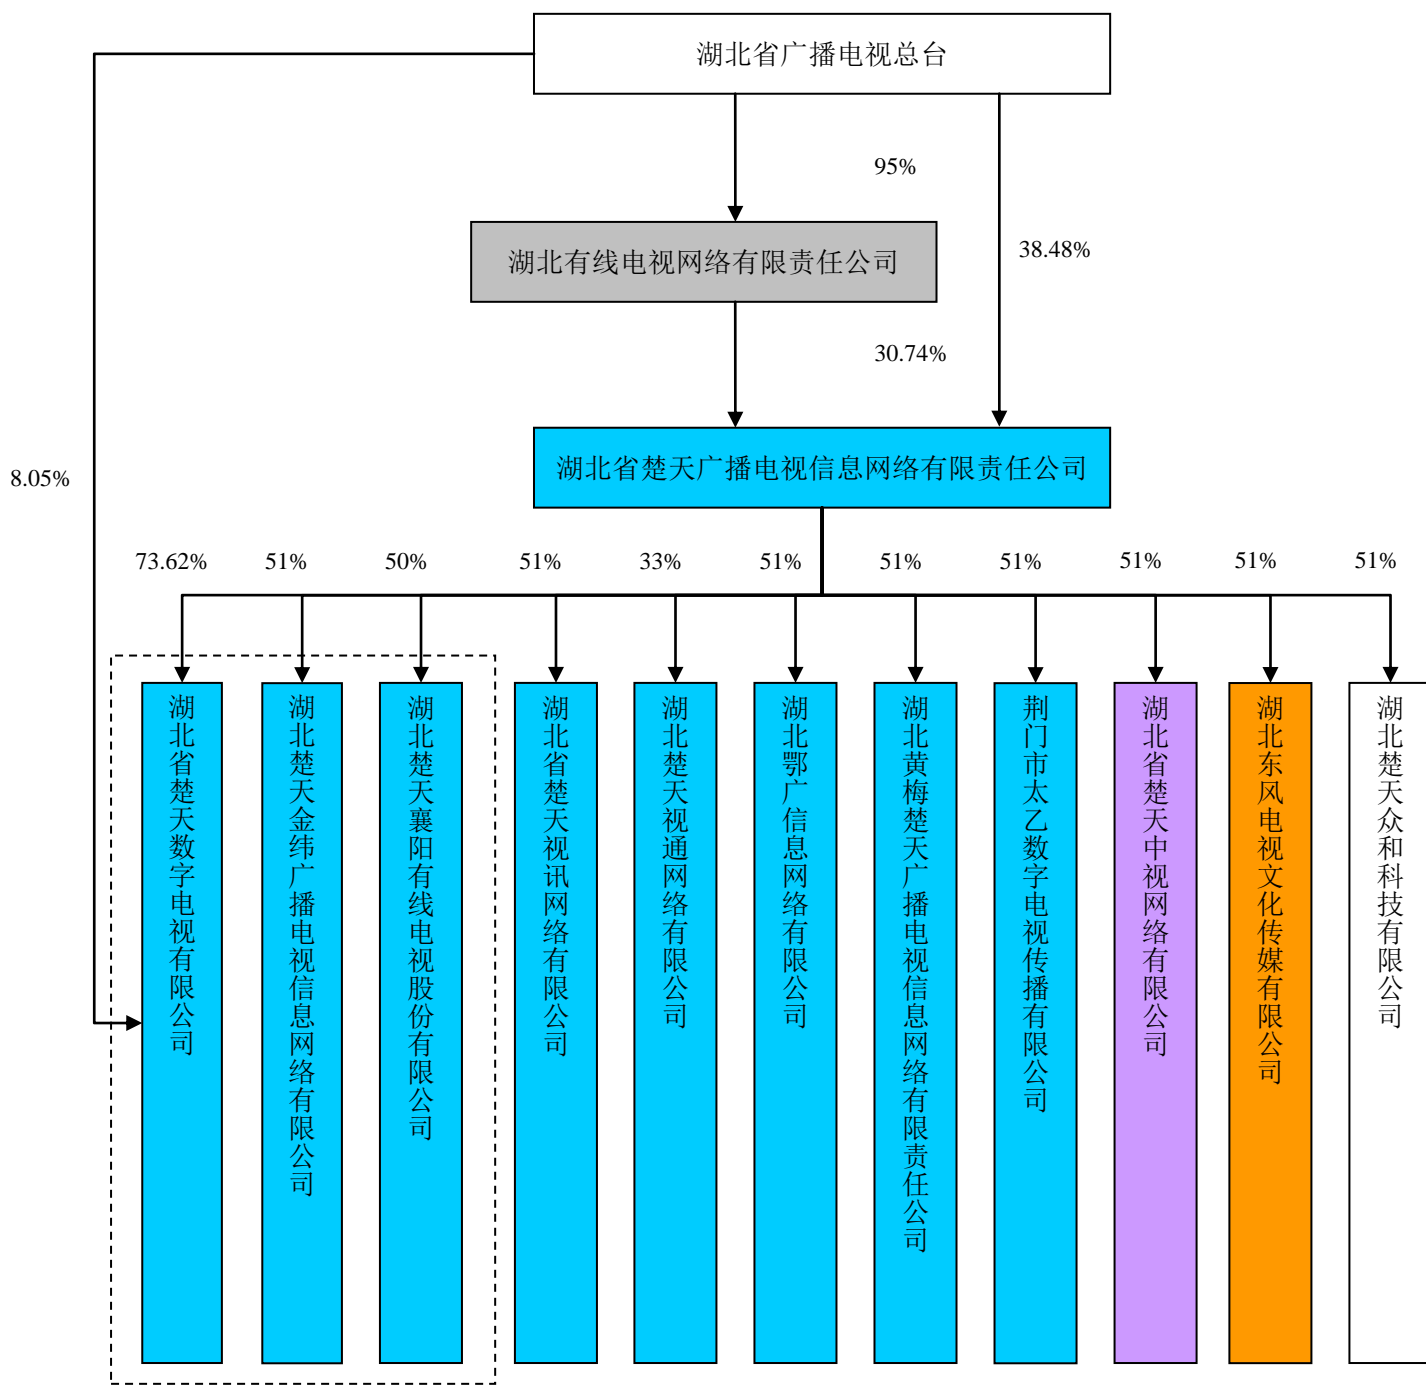 湖北省广播电视总台
95%
38.48%
湖北有线电视网络有限责任公司
30.74%
湖北省楚天广播电视信息网络有限责任公司
8.05%
73.62%
51%
50%
51%
33%
51%
51%
51%
51%
51%
51%
湖北省楚天数字电视有限公司
湖北楚天金纬广播电视信息网络有限公司
湖北楚天襄阳有线电视股份有限公司
湖北省楚天视讯网络有限公司
湖北楚天视通网络有限公司
湖北鄂广信息网络有限公司
湖北黄梅楚天广播电视信息网络有限责任公司
荆门市太乙数字电视传播有限公司
湖北省楚天中视网络有限公司
湖北东风电视文化传媒有限公司
湖北楚天众和科技有限公司